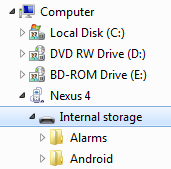 Computer
Local Disk (C:)
DVD RW Drive (D:)
BD-ROM Drive (E:)
Nexus 4
Internal storage
Alarms
Android